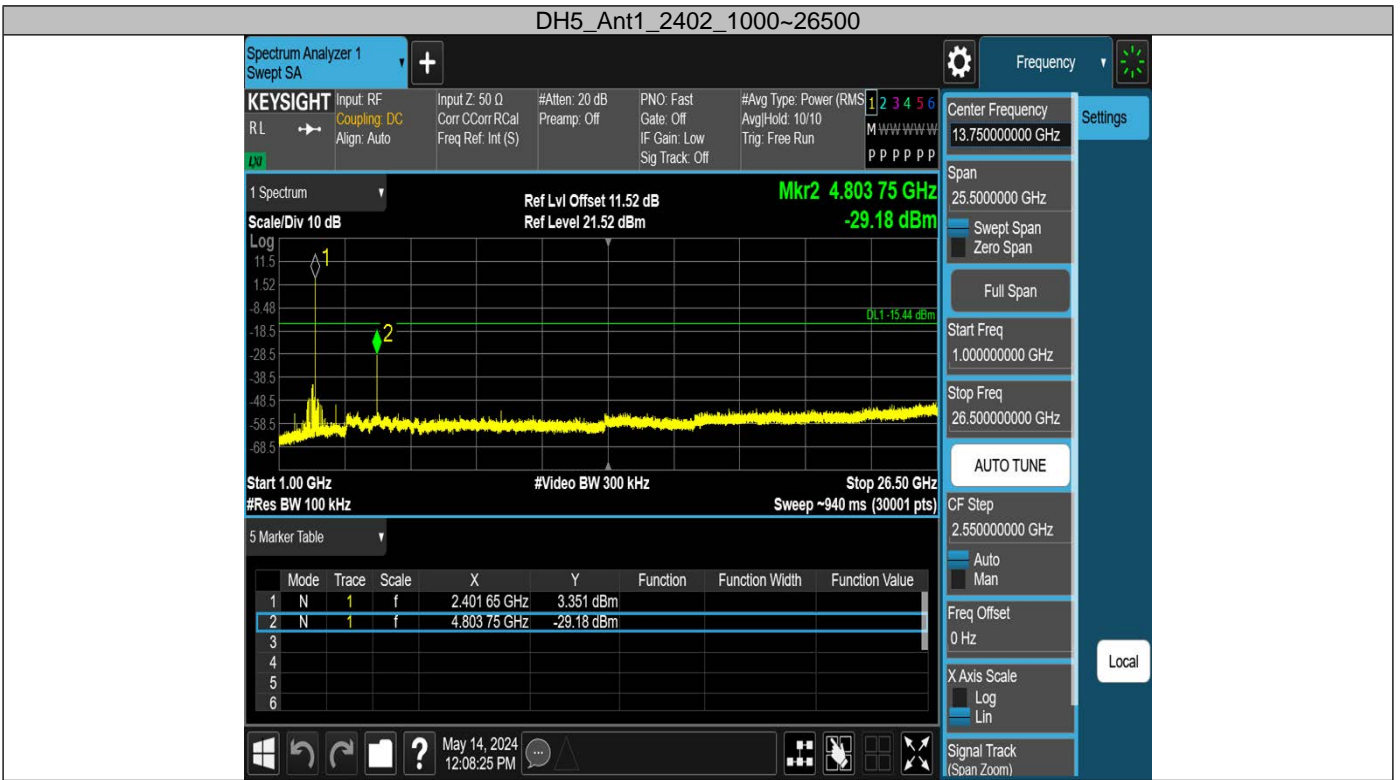 DH5_Ant1_2402_1000~26500
Spectrum Analyzer 1
Swept SA
+
Frequency
KEYSIGHT
RL
LXI
Input: RF
Coupling: DC
Align: Auto
Input Z: 50 Ω
Corr CCorr RCal
Freq Ref: Int (S)
#Atten: 20 dB
Preamp: Off
PNO: Fast
Gate: Off
IF Gain: Low
Sig Track: Off
#Avg Type: Power (RMS
Avg|Hold: 10/10
Trig: Free Run
1 2 3 4 5 6
M W W W W W
P P P P P P
1 Spectrum
Scale/Div 10 dB
Ref Lvl Offset 11.52 dB
Ref Level 21.52 dBm
Mkr2 4.803 75 GHz
-29.18 dBm
Log
11.5
1.52
-8.48
-18.5
-28.5
-38.5
-48.5
-58.5
-68.5
1
2
DL1 -15.44 dBm
Start 1.00 GHz
#Res BW 100 kHz
#Video BW 300 kHz
Stop 26.50 GHz
Sweep ~940 ms (30001 pts)
5 Marker Table
Mode Trace Scale X Y Function Function Width Function Value
1 N 1 f 2.401 65 GHz 3.351 dBm
2 N 1 f 4.803 75 GHz -29.18 dBm
3
4
5
6
?
May 14, 2024
12:08:25 PM
Center Frequency
13.750000000 GHz
Settings
Span
25.5000000 GHz
Swept Span
Zero Span
Full Span
Start Freq
1.000000000 GHz
Stop Freq
26.500000000 GHz
AUTO TUNE
CF Step
2.550000000 GHz
Auto
Man
Freq Offset
0 Hz
Local
X Axis Scale
Log
Lin
Signal Track
(Span Zoom)